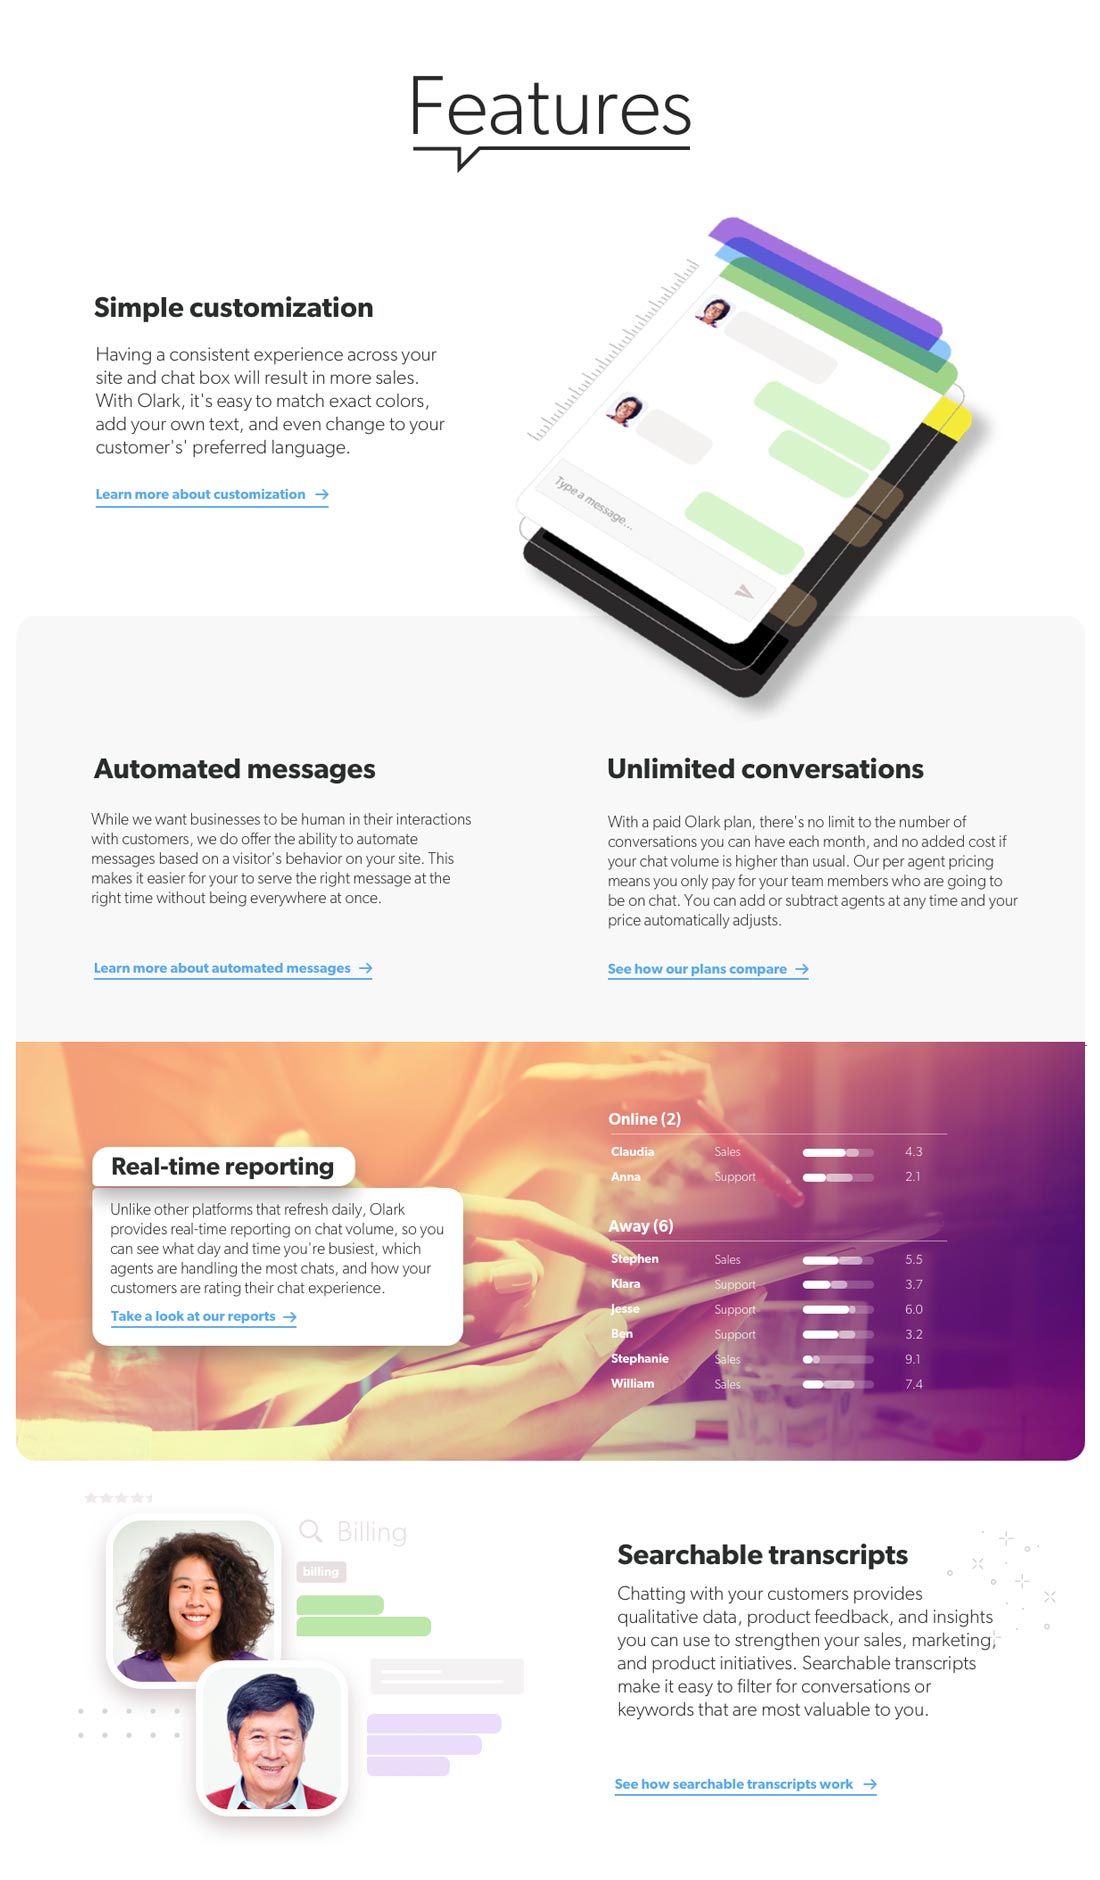 Features
Simple customization
Having a consistent experience across your
site and chat box will result in more sales.
With Olark, it's easy to match exact colors,
add your own text, and even change to your
customer's' preferred language.
Learn more about customization
Type a message...
Automated messages
While we want businesses to be human in their interactions
with customers, we do offer the ability to automate
messages based on a visitor's behavior on your site. This
makes it easier for your to serve the right message at the
right time without being everywhere at once.
Learn more about automated messages
Unlimited conversations
With a paid Olark plan, there's no limit to the number of
conversations you can have each month, and no added cost if
your chat volume is higher than usual. Our per agent pricing
means you only pay for your team members who are going to
be on chat. You can add or subtract agents at any time and your
price automatically adjusts.
See how our plans compare
Real-time reporting
Unlike other platforms that refresh daily, Olark
provides real-time reporting on chat volume, so you
can see what day and time you're busiest, which
agents are handling the most chats, and how your
customers are rating their chat experience.
Take a look at our reports
Online (2)
Claudia Sales 4.3
Anna Support 2.1
Away (6)
Stephen Sales 5.5
Klara Support 3.7
Jesse Support 6.0
Ben Support 3.2
Stephanie Sales 9.1
William Sales 7.4
Billing
billing
Searchable transcripts
Chatting with your customers provides
qualitative data, product feedback, and insights
you can use to strengthen your sales, marketing,
and product initiatives. Searchable transcripts
make it easy to filter for conversations or
keywords that are most valuable to you.
See how searchable transcripts work